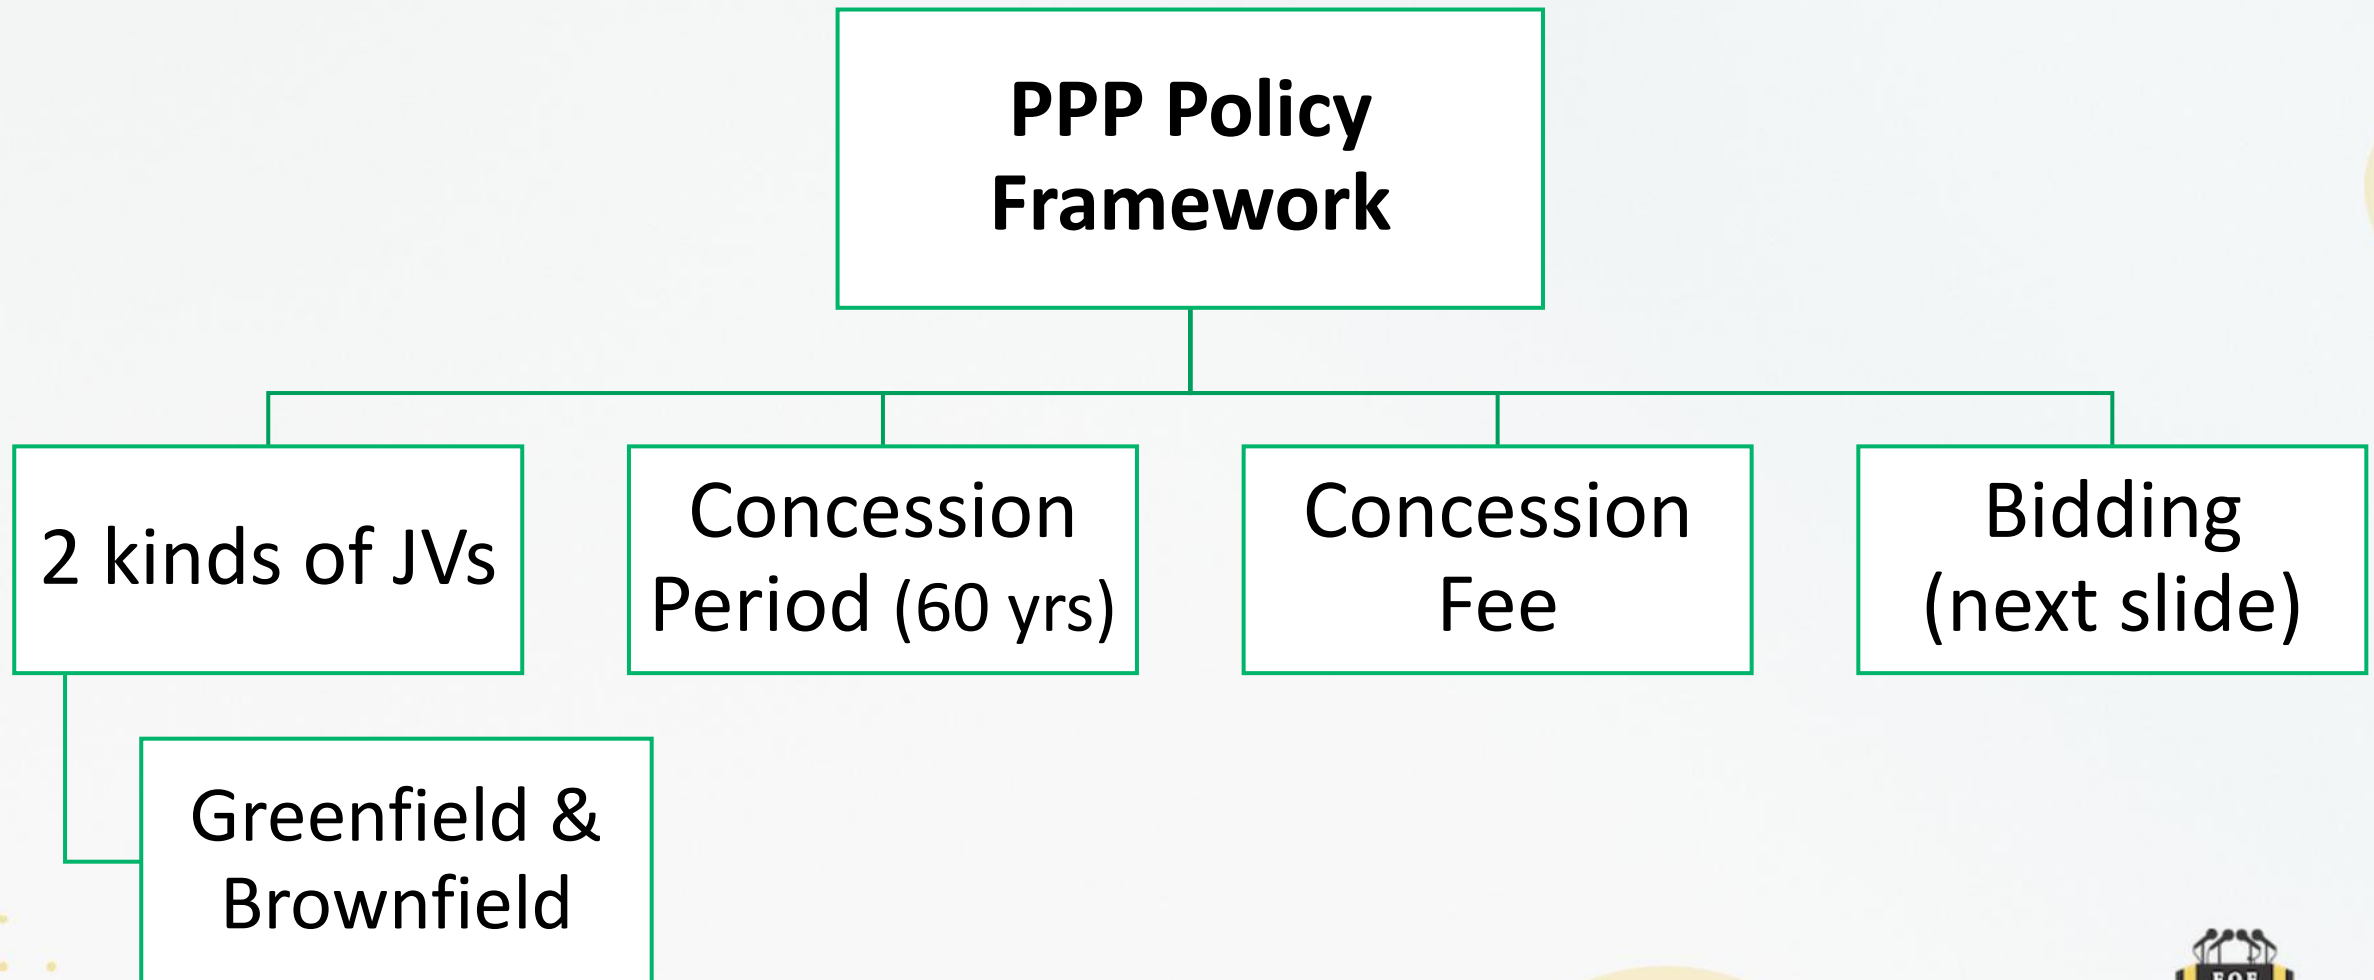 PPP Policy
Framework
2 kinds of JVs
Concession
Period (60 yrs)
Concession
Fee
Bidding
(next slide)
Greenfield &
Brownfield